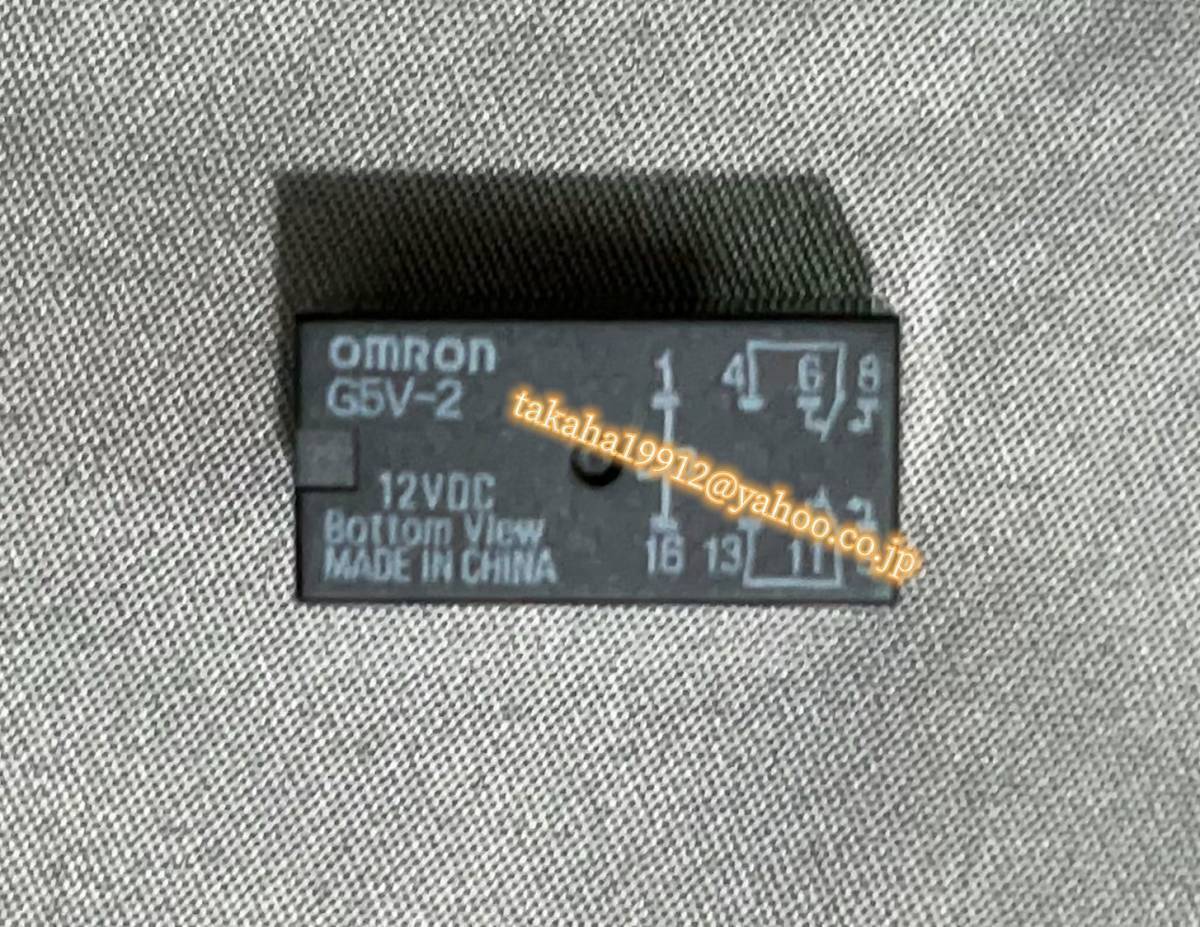 omron
G5V-2
12VDC
Bottom View
MADE IN CHINA
1 4 6 8
16 13 11
takaha19912@yahoo.co.jp